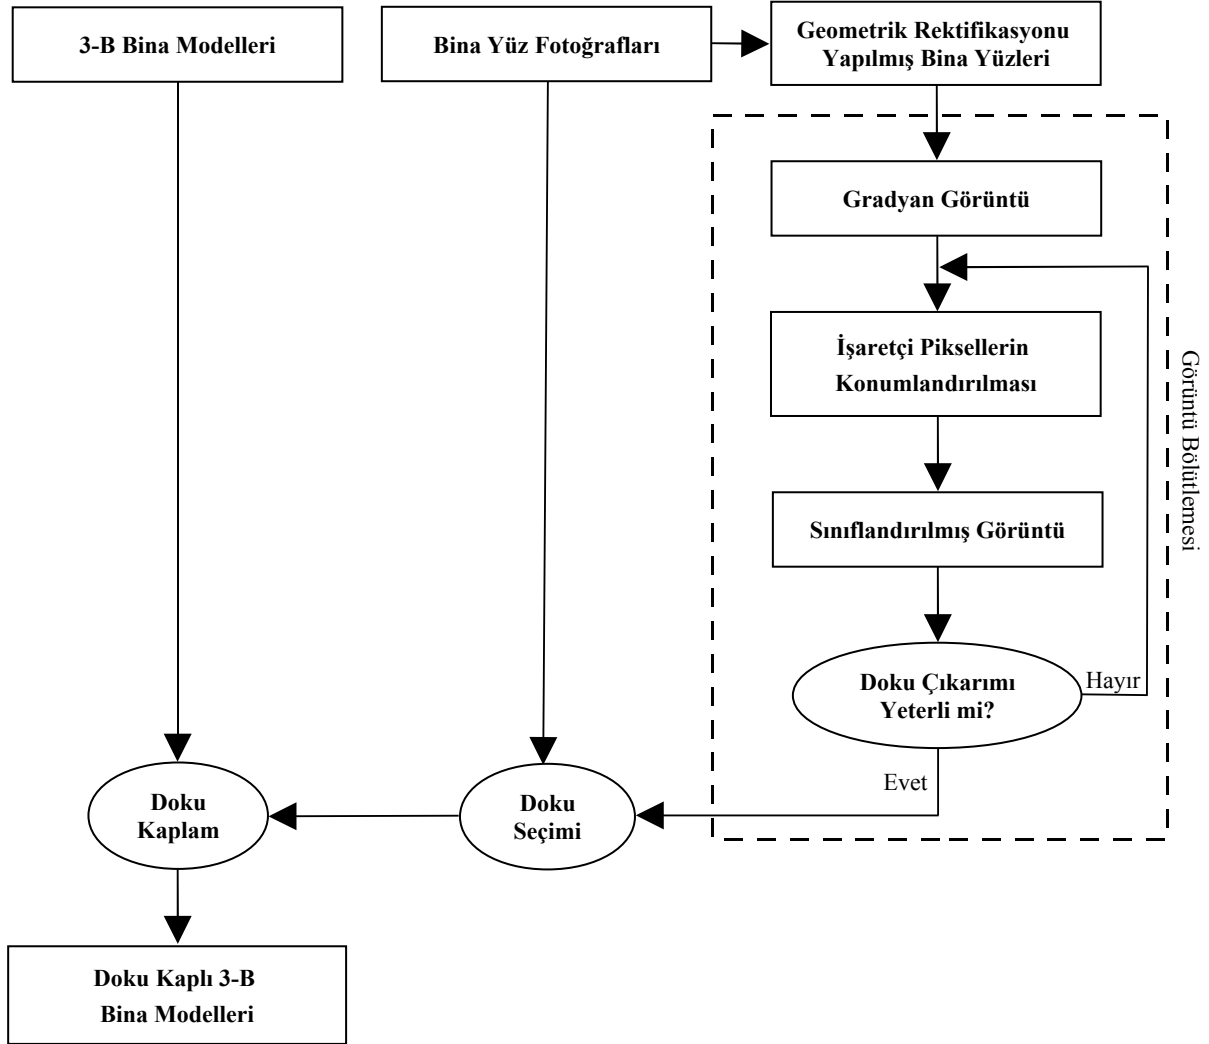 3-B Bina Modelleri
Bina Yüz Fotoğrafları
Geometrik Rektifikasyonu
Yapılmış Bina Yüzleri
Gradyan Görüntü
İşaretçi Piksellerin
Konumlandırılması
Sınıflandırılmış Görüntü
Doku Çıkarımı
Yeterli mi?
Hayır
Evet
Görüntü Bölütlemesi
Doku
Seçimi
Doku
Kaplam
Doku Kaplı 3-B
Bina Modelleri